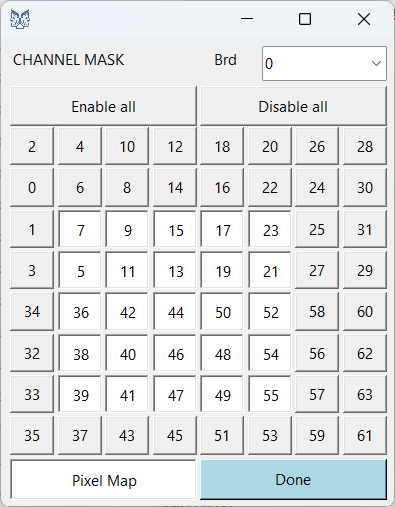 CHANNEL MASK Brd 0
Enable all Disable all
2 4 10 12 18 20 26 28
0 6 8 14 16 22 24 30
1 7 9 15 17 23 25 31
3 5 11 13 19 21 27 29
34 36 42 44 50 52 58 60
32 38 40 46 48 54 56 62
33 39 41 47 49 55 57 63
35 37 43 45 51 53 59 61
Pixel Map Done